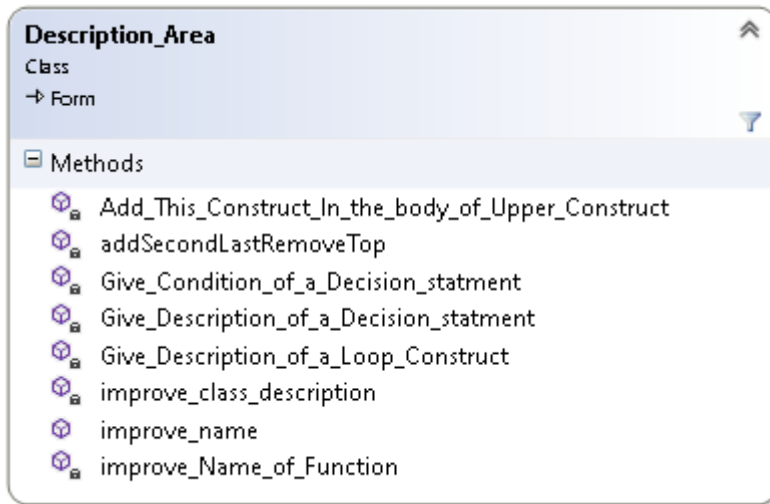 Description_Area
Class
Form
Methods
Add_This_Construct_In_the_body_of_Upper_Construct
addSecondLastRemoveTop
Give_Condition_of_a_Decision_statment
Give_Description_of_a_Decision_statment
Give_Description_of_a_Loop_Construct
improve_class_description
improve_name
improve_Name_of_Function